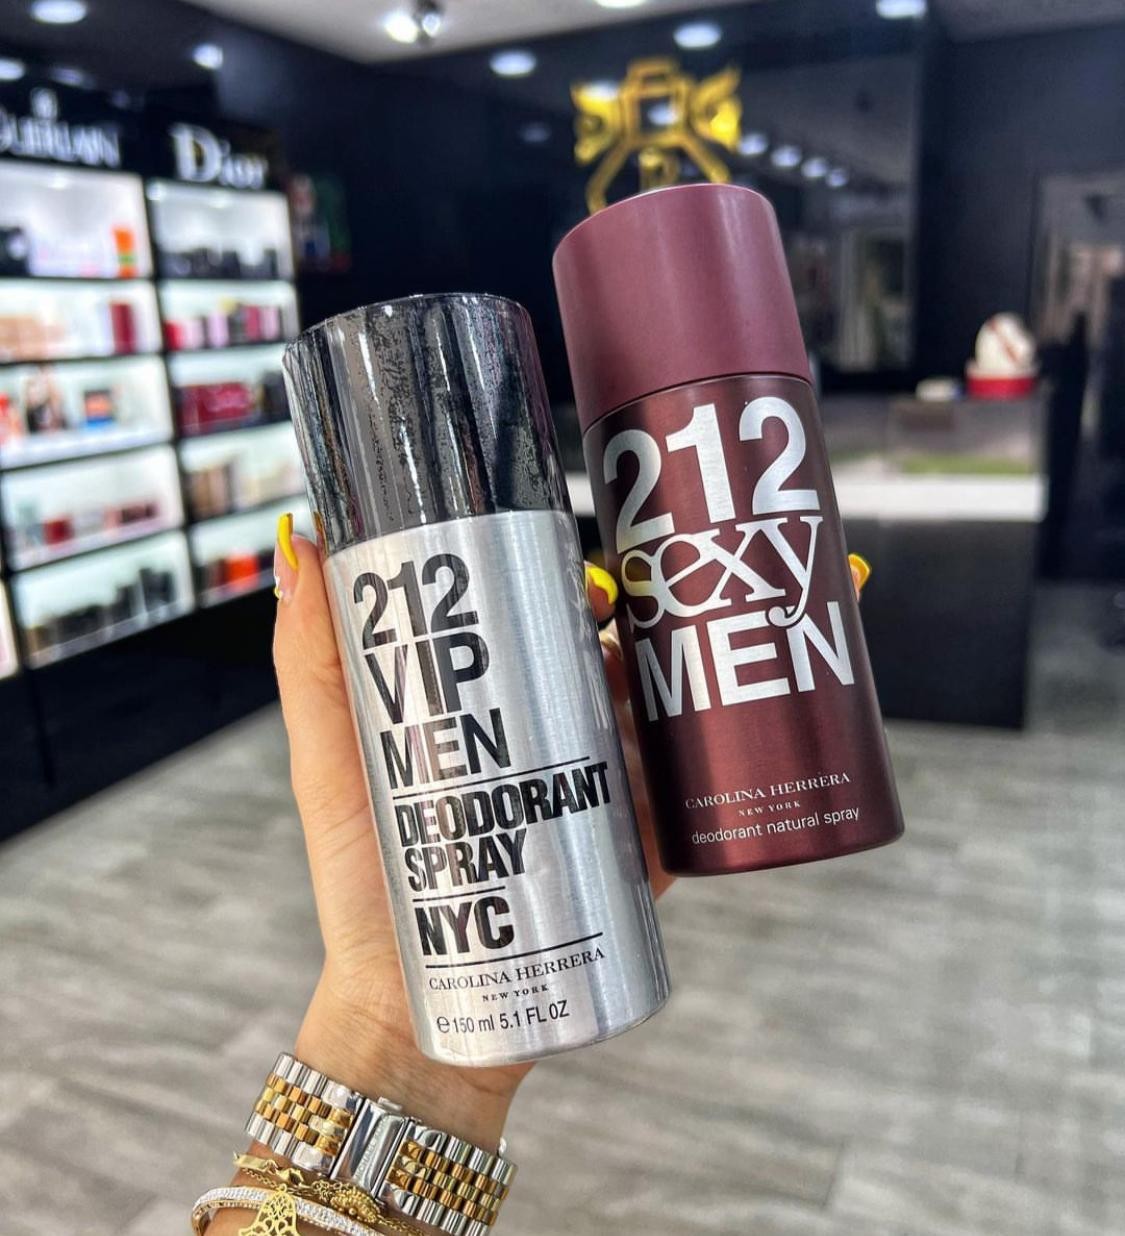 GUERLAIN
Dior
212
VIP
MEN
DEODORANT
SPRAY
NYC
CAROLINA HERRERA
NEW YORK
℮ 150 ml 5.1 FL OZ
212
sexy
MEN
CAROLINA HERRERA
NEW YORK
deodorant natural spray